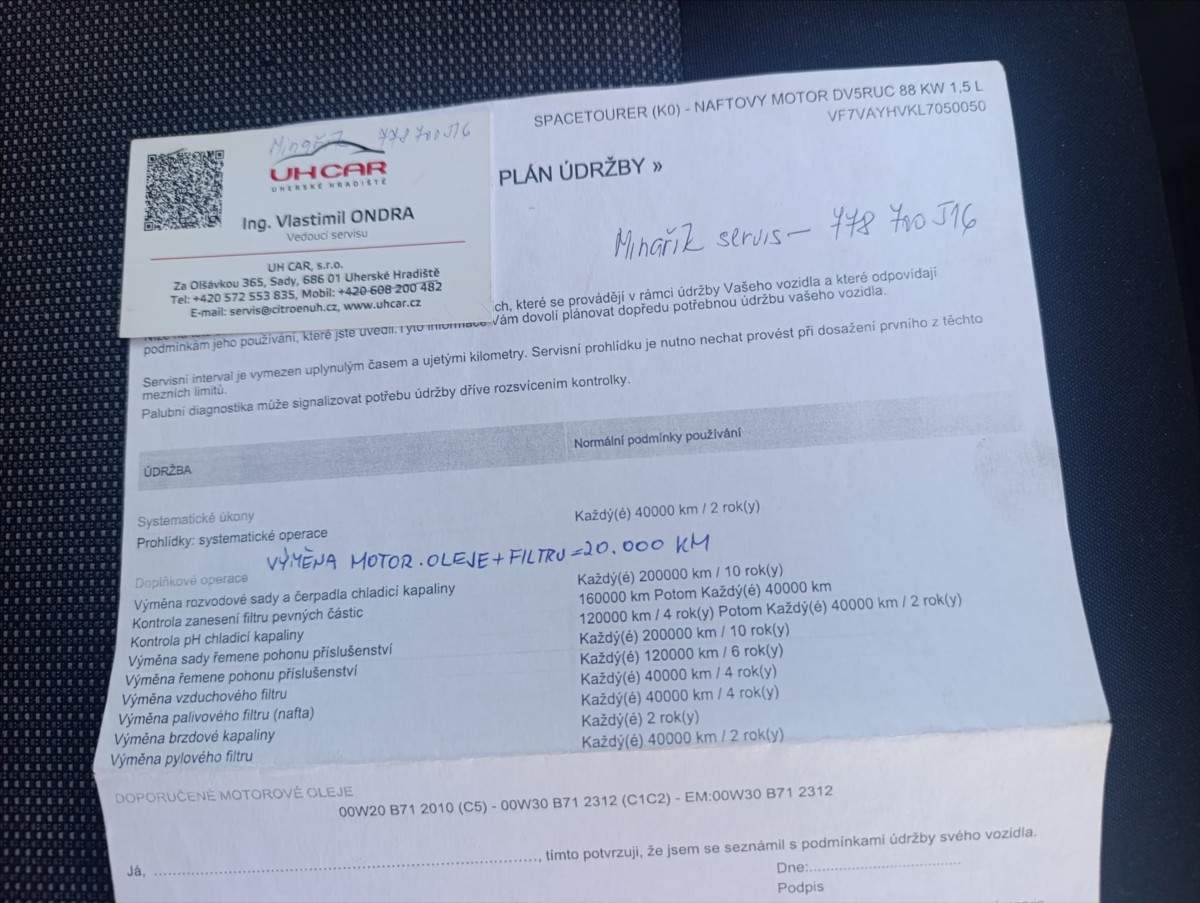 SPACETOURER (K0) - NAFTOVY MOTOR DV5RUC 88 KW 1,5 L
VF7VAYHVKL7050050
Minařík 778 700 516
UH CAR
UHERSKÉ HRADIŠTĚ
Ing. Vlastimil ONDRA
Vedoucí servisu
UH CAR, s.r.o.
Za Olšávkou 365, Sady, 686 01 Uherské Hradiště
Tel: +420 572 553 835, Mobil: +420 608 200 482
E-mail: servis@citroenuh.cz, www.uhcar.cz
PLÁN ÚDRŽBY »
Minařík servis - 778 700 516
ch, které se provádějí v rámci údržby Vašeho vozidla a které odpovídají
podmínkám jeho používání, které jste uvedli. Tyto informace Vám dovolí plánovat dopředu potřebnou údržbu vašeho vozidla.
Servisní interval je vymezen uplynulým časem a ujetými kilometry. Servisní prohlídku je nutno nechat provést při dosažení prvního z těchto
mezních limitů.
Palubní diagnostika může signalizovat potřebu údržby dříve rozsvícením kontrolky.
ÚDRŽBA Normální podmínky používání
Systematické úkony
Prohlídky: systematické operace Každý(é) 40000 km / 2 rok(y)
VÝMĚNA MOTOR. OLEJE + FILTRU = 20.000 KM
Doplňkové operace
Výměna rozvodové sady a čerpadla chladicí kapaliny Každý(é) 200000 km / 10 rok(y)
Kontrola zanesení filtru pevných částic 160000 km Potom Každý(é) 40000 km
Kontrola pH chladicí kapaliny 120000 km / 4 rok(y) Potom Každý(é) 40000 km / 2 rok(y)
Výměna sady řemene pohonu příslušenství Každý(é) 200000 km / 10 rok(y)
Výměna řemene pohonu příslušenství Každý(é) 120000 km / 6 rok(y)
Výměna vzduchového filtru Každý(é) 40000 km / 4 rok(y)
Výměna palivového filtru (nafta) Každý(é) 40000 km / 4 rok(y)
Výměna brzdové kapaliny Každý(é) 2 rok(y)
Výměna pylového filtru Každý(é) 40000 km / 2 rok(y)
DOPORUČENÉ MOTOROVÉ OLEJE
00W20 B71 2010 (C5) - 00W30 B71 2312 (C1C2) - EM:00W30 B71 2312
Já, ...................................................................................., tímto potvrzuji, že jsem se seznámil s podmínkami údržby svého vozidla.
Dne:...................................
Podpis